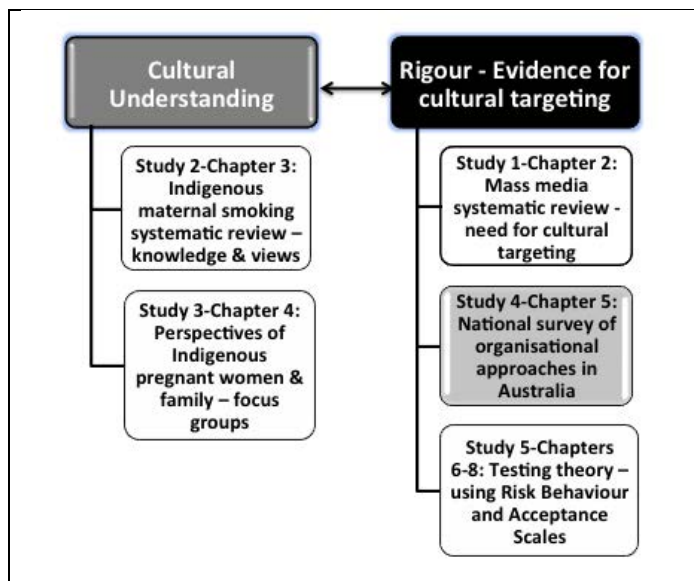 Cultural
Understanding
Study 2-Chapter 3:
Indigenous
maternal smoking
systematic review –
knowledge & views
Study 3-Chapter 4:
Perspectives of
Indigenous
pregnant women &
family – focus
groups
Rigour - Evidence for
cultural targeting
Study 1-Chapter 2:
Mass media
systematic review -
need for cultural
targeting
Study 4-Chapter 5:
National survey of
organisational
approaches in
Australia
Study 5-Chapters
6-8: Testing theory –
using Risk Behaviour
and Acceptance
Scales